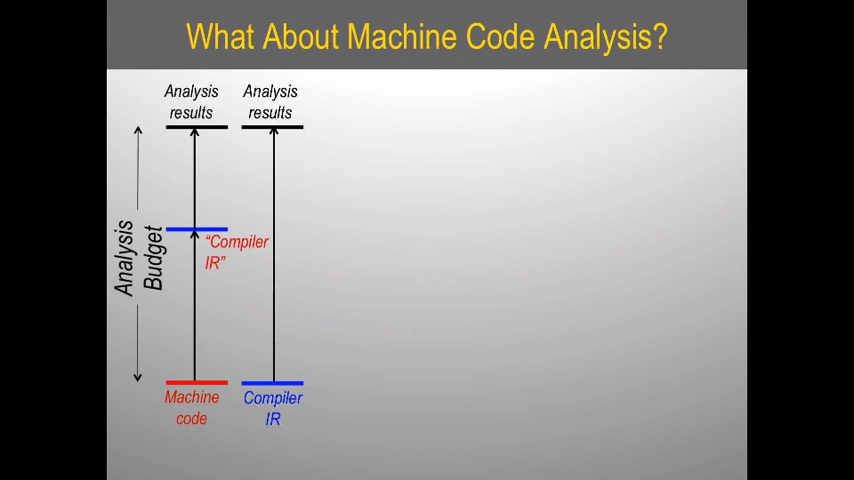 What About Machine Code Analysis?
Analysis
results
Analysis
results
Analysis
Budget
“Compiler
IR”
Machine
code
Compiler
IR